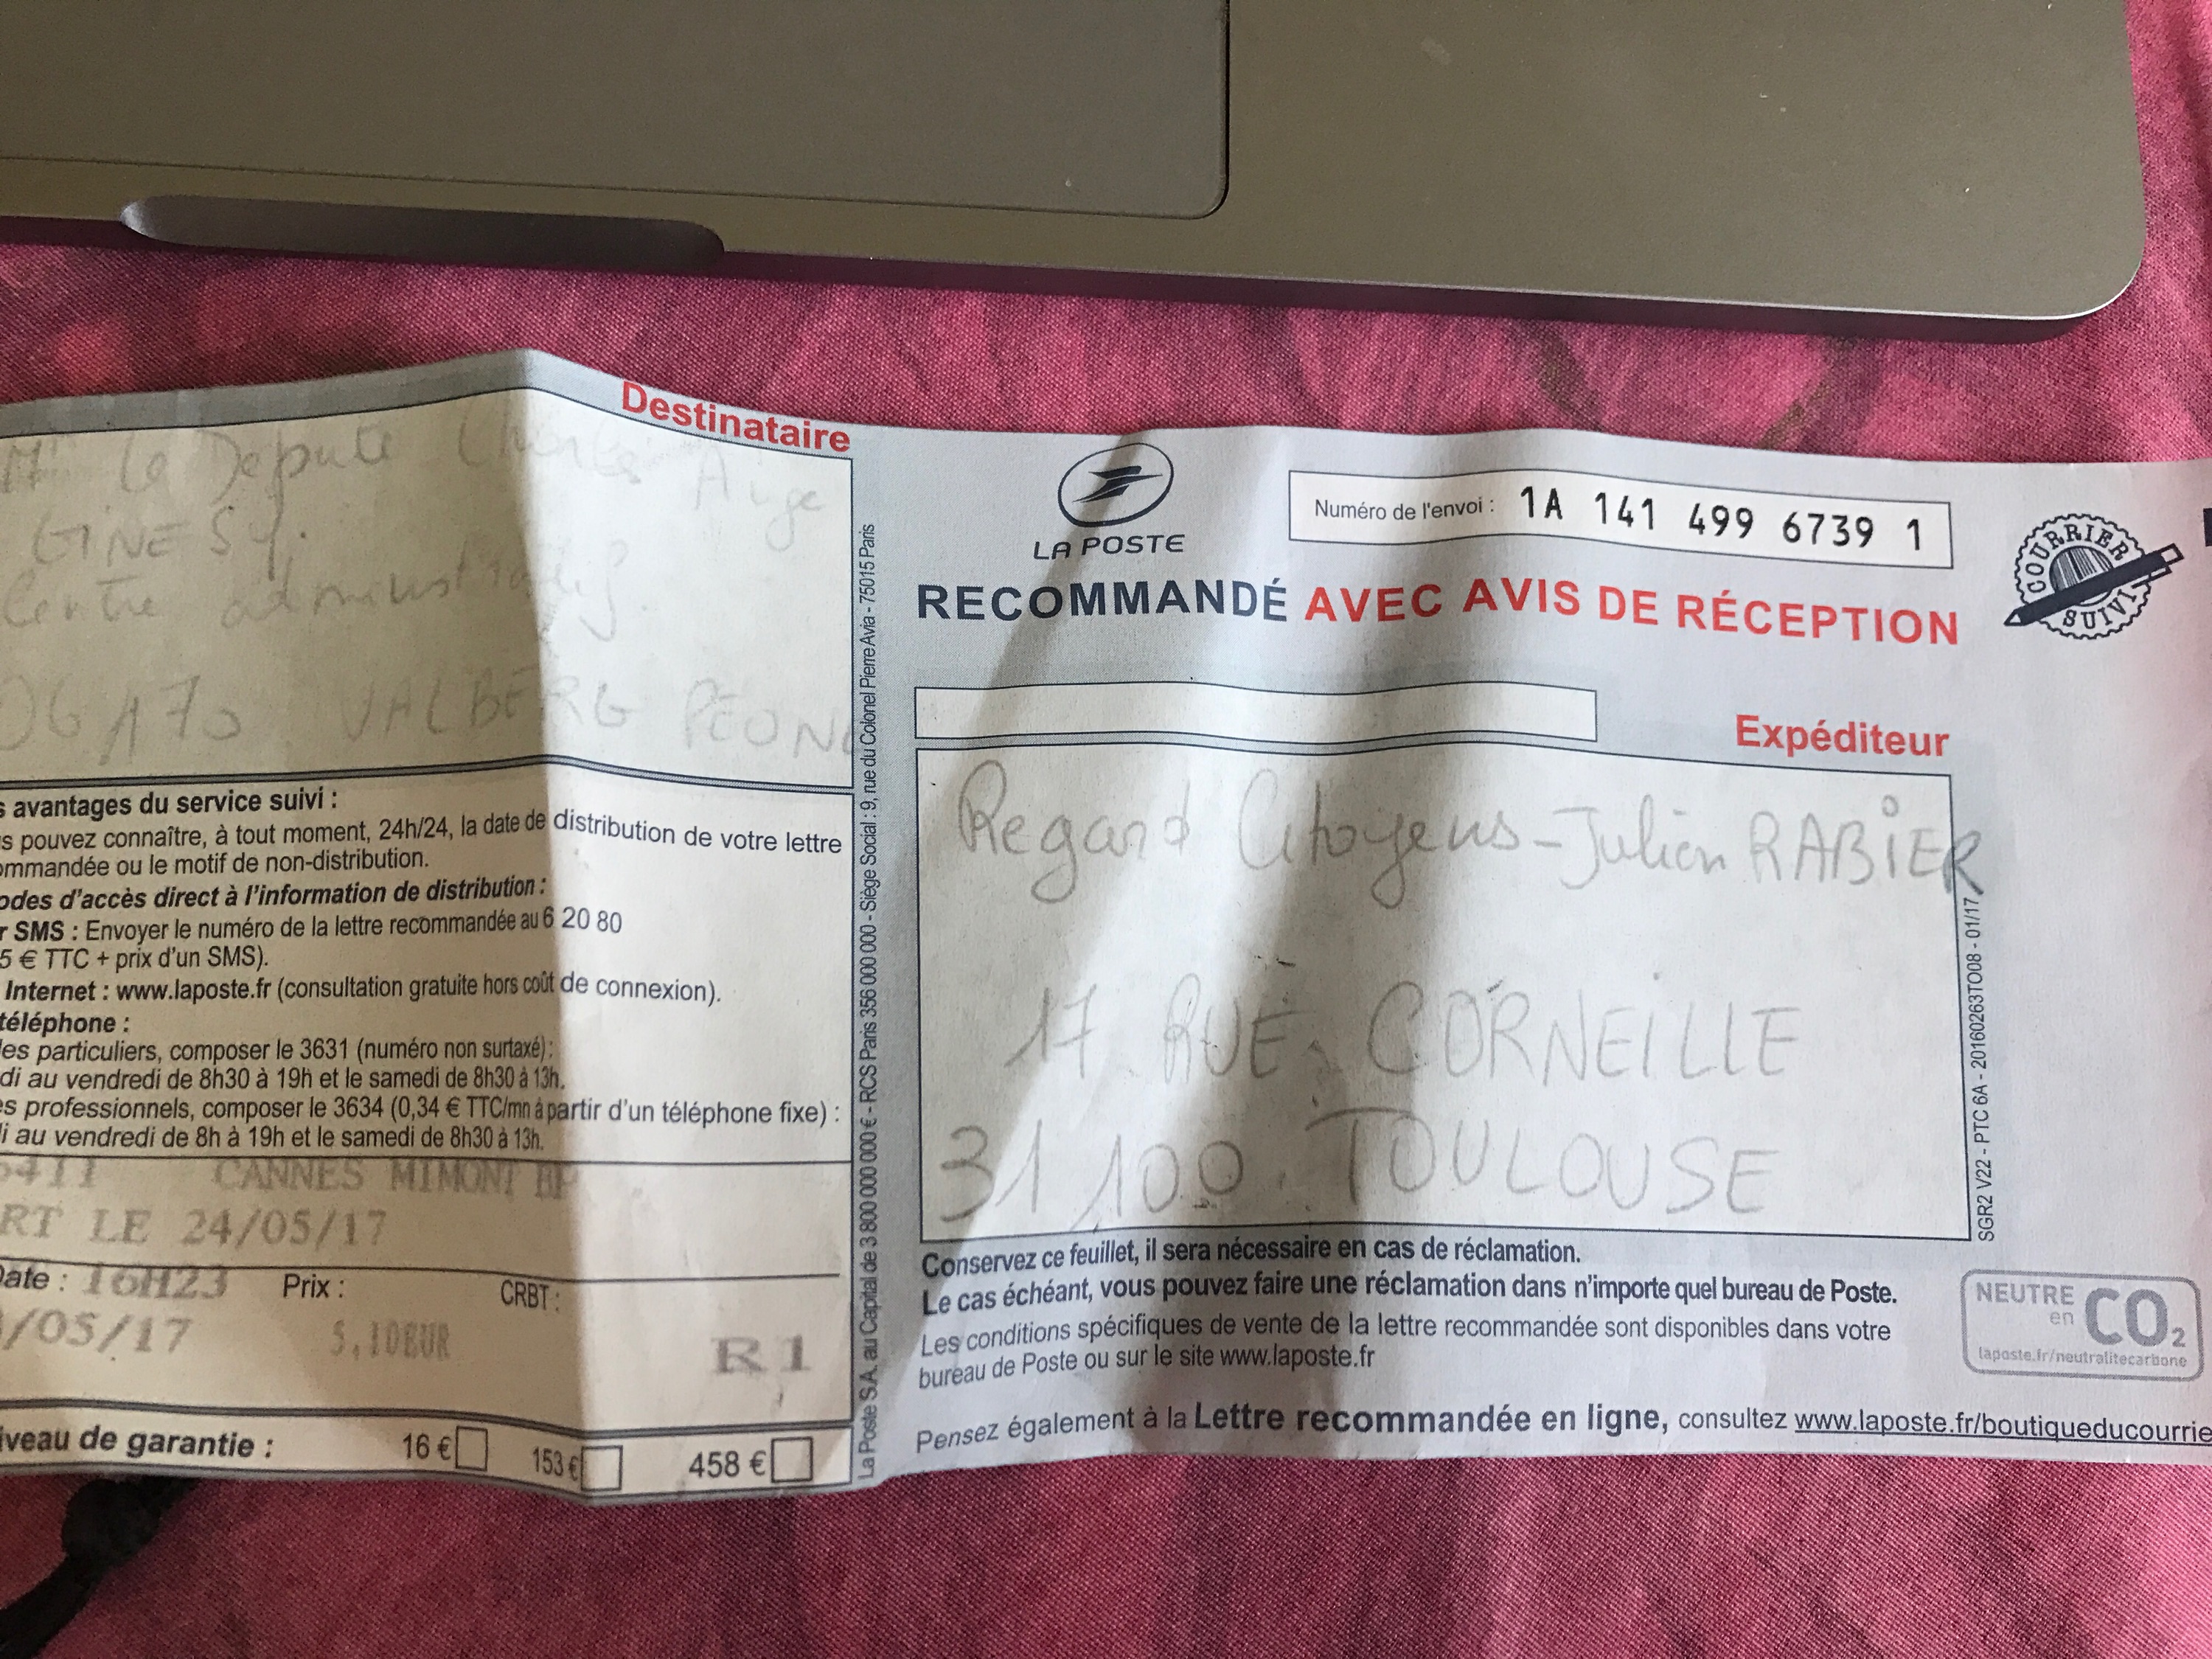 Destinataire
Mr le Depute Charles Ange
GINESY.
Centre administratif.
06170 VALBERG PEONE
s avantages du service suivi :
s pouvez connaître, à tout moment, 24h/24, la date de distribution de votre lettre
ommandée ou le motif de non-distribution.
odes d'accès direct à l'information de distribution :
r SMS : Envoyer le numéro de la lettre recommandée au 6 20 80
5 € TTC + prix d'un SMS).
Internet : www.laposte.fr (consultation gratuite hors coût de connexion).
téléphone :
es particuliers, composer le 3631 (numéro non surtaxé) :
di au vendredi de 8h30 à 19h et le samedi de 8h30 à 13h.
s professionnels, composer le 3634 (0,34 € TTC/mn à partir d'un téléphone fixe) :
i au vendredi de 8h à 19h et le samedi de 8h30 à 13h.
6411 CANNES MIMONT BP
RT LE 24/05/17
Date : 16H23 Prix : CRBT :
/05/17 5,10EUR R1
iveau de garantie : 16 € 153 € 458 €
La Poste S.A. au Capital de 3 800 000 000 € - RCS Paris 356 000 000 - Siège Social : 9, rue du Colonel Pierre Avia - 75015 Paris
LA POSTE
Numéro de l'envoi : 1A 141 499 6739 1
COURRIER SUIVI
RECOMMANDÉ AVEC AVIS DE RÉCEPTION
Expéditeur
Regard Citoyens - Julien RABIER
17 RUE CORNEILLE
31100 TOULOUSE
SGR2 V22 - PTC 6A - 20160263TO08 - 01/17
Conservez ce feuillet, il sera nécessaire en cas de réclamation.
Le cas échéant, vous pouvez faire une réclamation dans n'importe quel bureau de Poste.
Les conditions spécifiques de vente de la lettre recommandée sont disponibles dans votre
bureau de Poste ou sur le site www.laposte.fr
NEUTRE en CO2
laposte.fr/neutralitecarbone
Pensez également à la Lettre recommandée en ligne, consultez www.laposte.fr/boutiqueducourrie